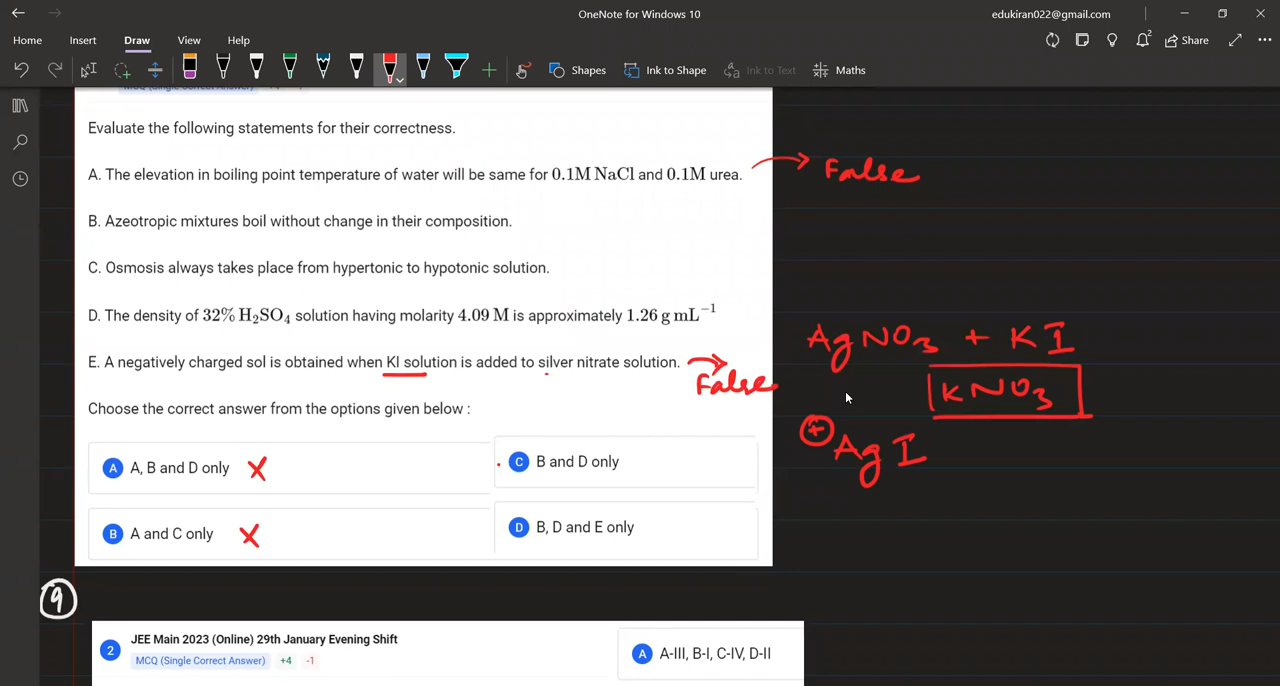 OneNote for Windows 10
edukiran022@gmail.com
Home Insert Draw View Help
Shapes Ink to Shape Ink to Text Maths Share
MCQ (Single Correct Answer) +4 -1
Evaluate the following statements for their correctness.
A. The elevation in boiling point temperature of water will be same for 0.1M NaCl and 0.1M urea.
False
B. Azeotropic mixtures boil without change in their composition.
C. Osmosis always takes place from hypertonic to hypotonic solution.
D. The density of 32% H₂SO₄ solution having molarity 4.09 M is approximately 1.26 g mL⁻¹
AgNO₃ + KI
E. A negatively charged sol is obtained when KI solution is added to silver nitrate solution.
False
KNO₃
Choose the correct answer from the options given below :
+ AgI
A A, B and D only X
C B and D only
B A and C only X
D B, D and E only
9
2 JEE Main 2023 (Online) 29th January Evening Shift
MCQ (Single Correct Answer) +4 -1
A A-III, B-I, C-IV, D-II